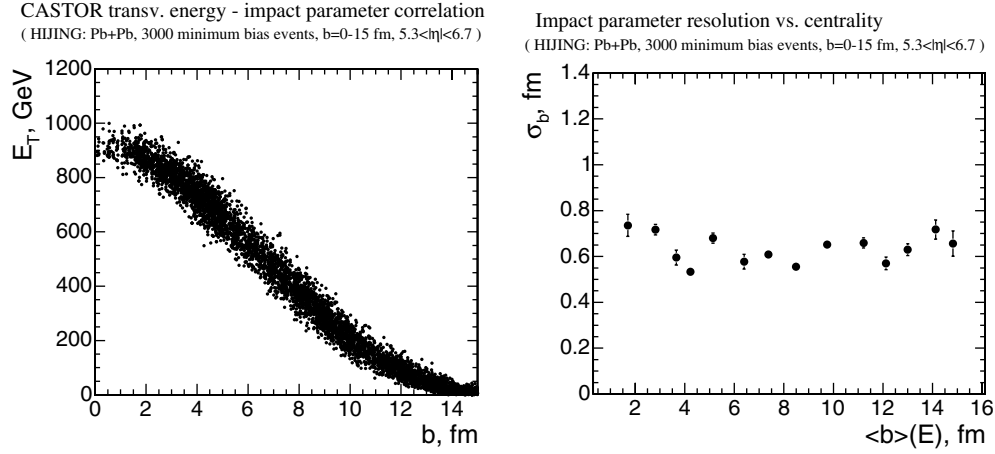 CASTOR transv. energy - impact parameter correlation
( HIJING: Pb+Pb, 3000 minimum bias events, b=0-15 fm, 5.3<|η|<6.7 )
E_T, GeV
1200
1000
800
600
400
200
0
0 2 4 6 8 10 12 14
b, fm
Impact parameter resolution vs. centrality
( HIJING: Pb+Pb, 3000 minimum bias events, b=0-15 fm, 5.3<|η|<6.7 )
σ_b, fm
1.4
1.2
1
0.8
0.6
0.4
0.2
0
2 4 6 8 10 12 14 16
<b>(E), fm